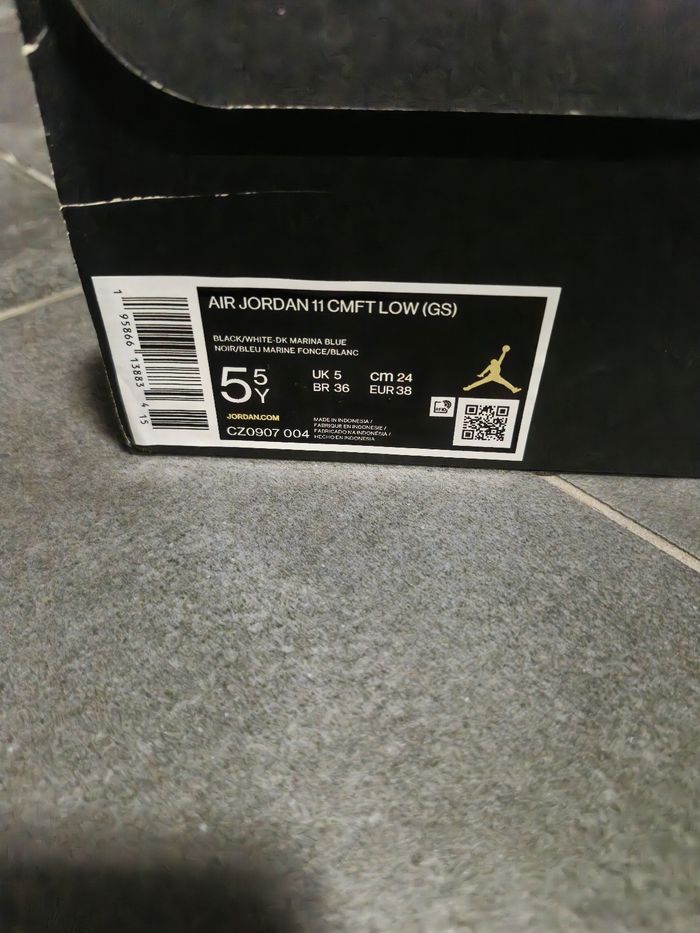 AIR JORDAN 11 CMFT LOW (GS)
BLACK/WHITE-DK MARINA BLUE
NOIR/BLEU MARINE FONCE/BLANC
5 5Y
UK 5 cm 24
BR 36 EUR 38
JORDAN.COM
CZ0907 004
MADE IN INDONESIA /
FABRIQUE EN INDONESIE /
FABRICADO NA INDONÉSIA /
HECHO EN INDONESIA
1 95866 13883 4 15